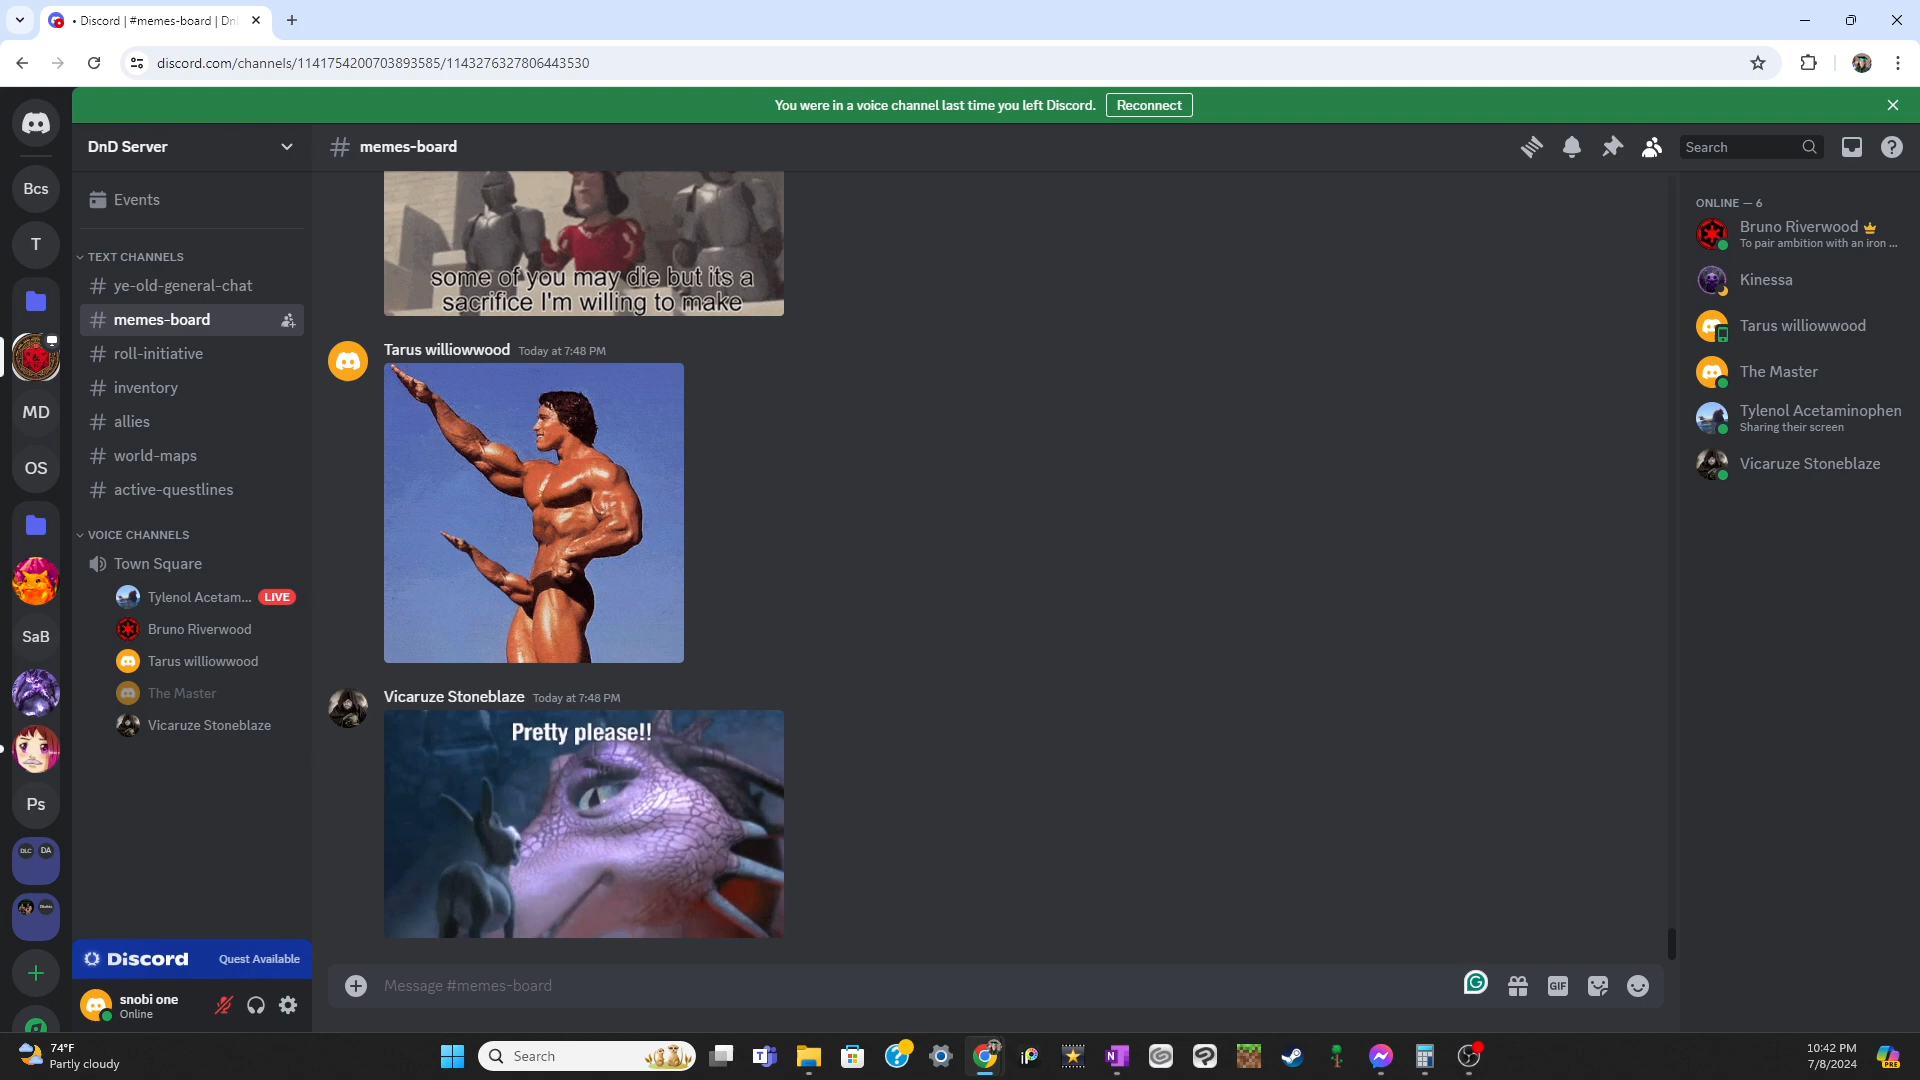 • Discord | #memes-board | Dn
discord.com/channels/1141754200703893585/1143276327806443530
You were in a voice channel last time you left Discord.
Reconnect
DnD Server
# memes-board
Search
Bcs
T
MD
OS
SaB
Ps
DLC
DA
Events
TEXT CHANNELS
# ye-old-general-chat
# memes-board
# roll-initiative
# inventory
# allies
# world-maps
# active-questlines
VOICE CHANNELS
Town Square
Tylenol Acetam... LIVE
Bruno Riverwood
Tarus williowwood
The Master
Vicaruze Stoneblaze
Discord Quest Available
snobi one
Online
some of you may die but its a
sacrifice I'm willing to make
Tarus williowwood Today at 7:48 PM
Vicaruze Stoneblaze Today at 7:48 PM
Pretty please!!
Message #memes-board
GIF
ONLINE — 6
Bruno Riverwood
To pair ambition with an iron ...
Kinessa
Tarus williowwood
The Master
Tylenol Acetaminophen
Sharing their screen
Vicaruze Stoneblaze
74°F
Partly cloudy
Search
10:42 PM
7/8/2024
PRE